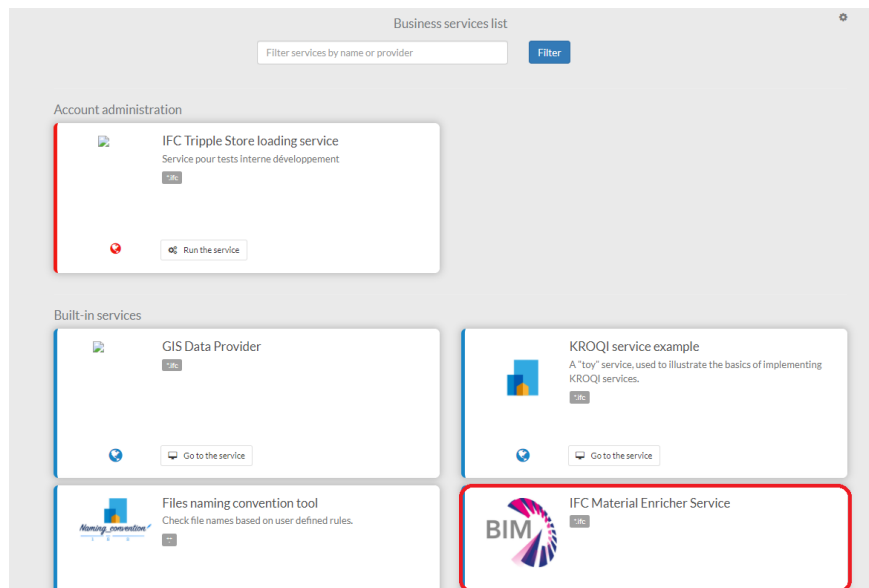 Business services list
Filter services by name or provider
Filter
Account administration
IFC Tripple Store loading service
Service pour tests interne développement
*.ifc
Run the service
Built-in services
GIS Data Provider
*.ifc
Go to the service
KROQI service example
A "toy" service, used to illustrate the basics of implementing
KROQI services.
*.ifc
Go to the service
Naming_convention
Files naming convention tool
Check file names based on user defined rules.
BIM
IFC Material Enricher Service
*.ifc